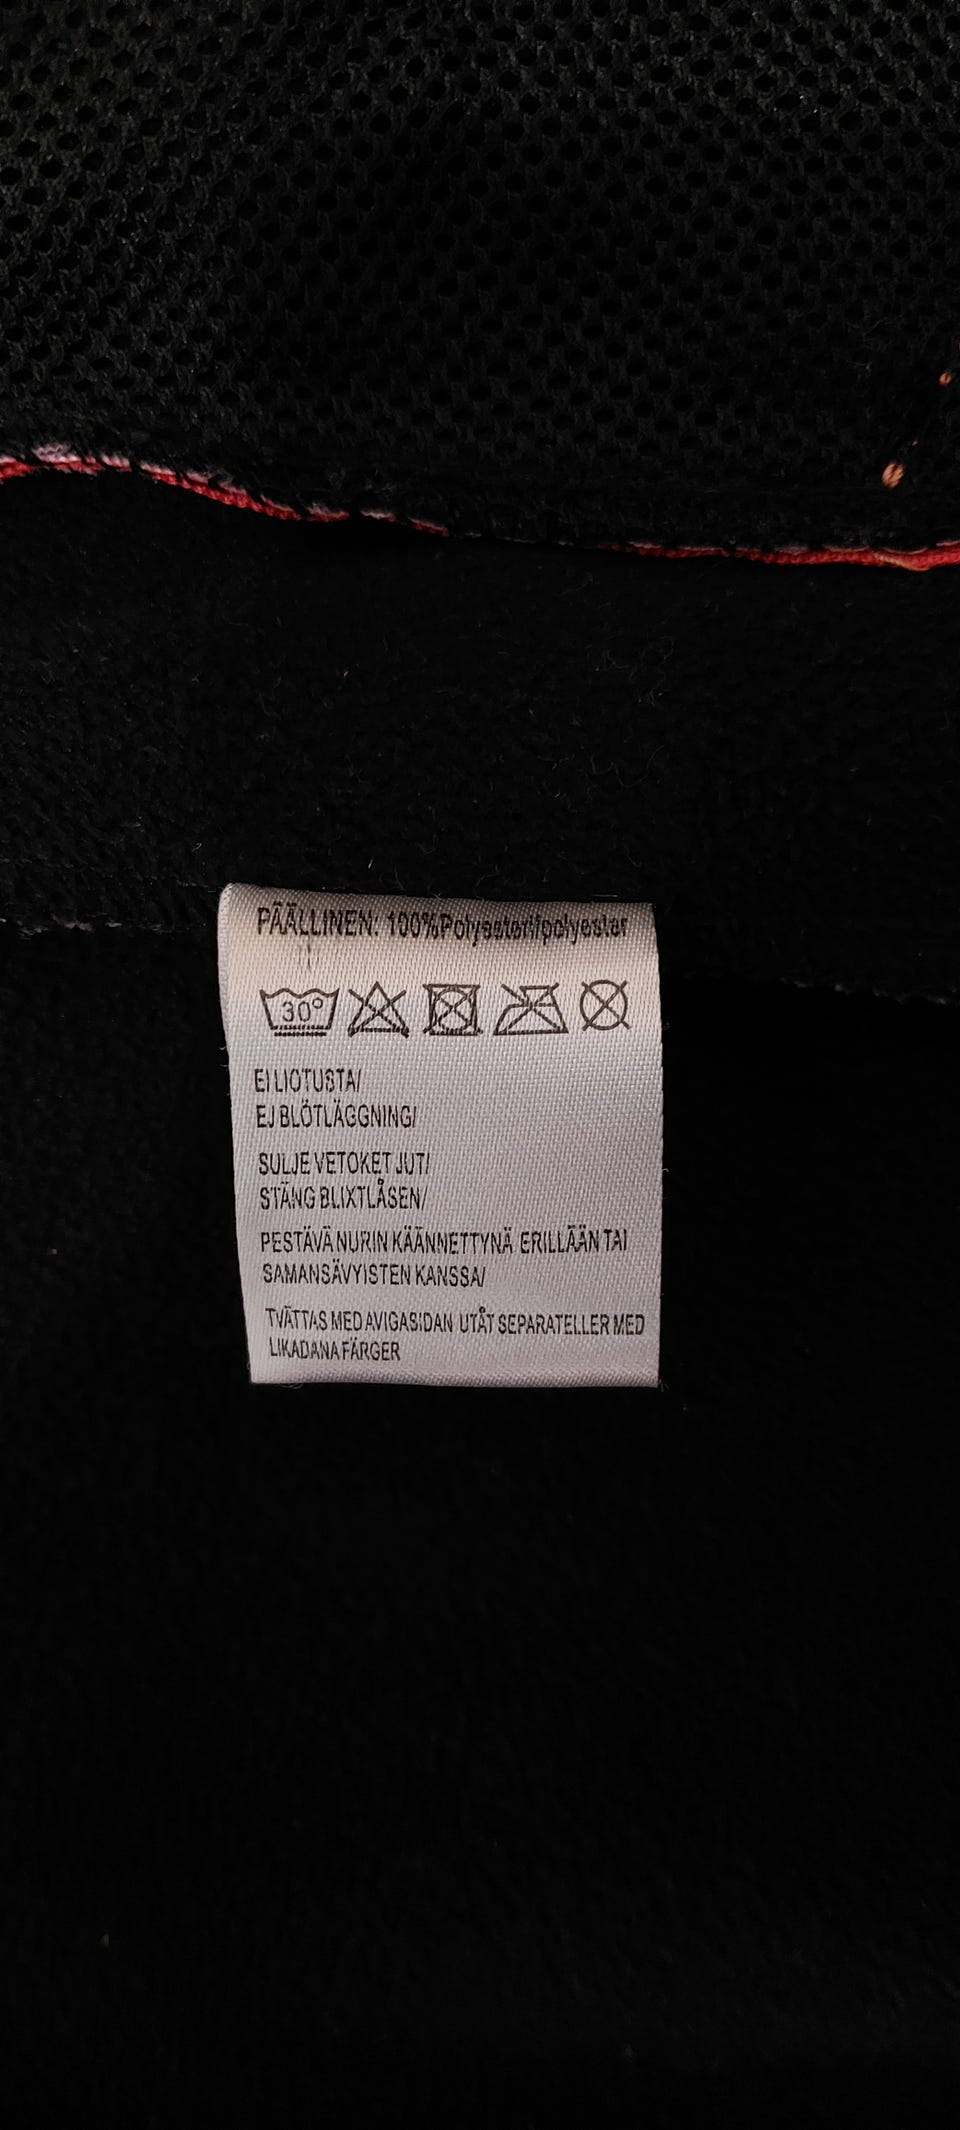 PÄÄLLINEN: 100%Polyesteri/polyester
30°
EI LIOTUSTA/
EJ BLÖTLÄGGNING/
SULJE VETOKET JUT/
STÄNG BLIXTLÅSEN/
PESTÄVÄ NURIN KÄÄNNETTYNÄ ERILLÄÄN TAI
SAMANSÄVYISTEN KANSSA/
TVÄTTAS MED AVIGASIDAN UTÅT SEPARATELLER MED
LIKADANA FÄRGER